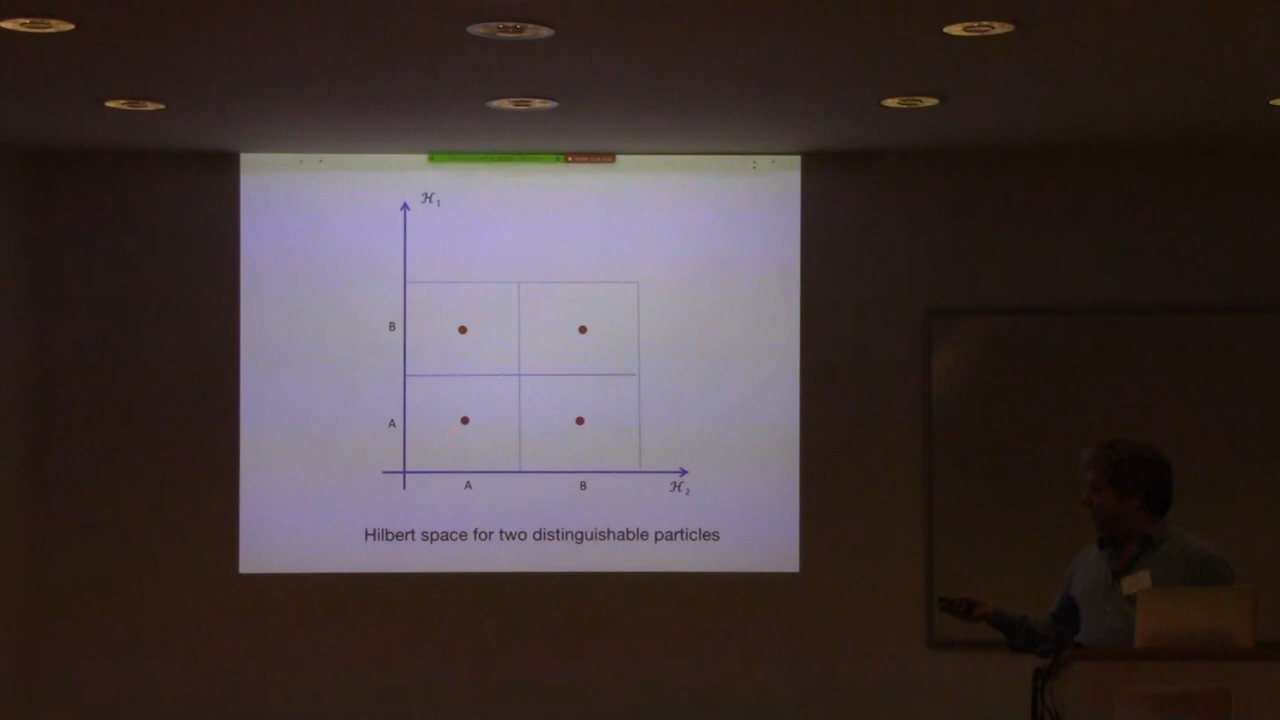 ℋ₁
B
A
A B ℋ₂
Hilbert space for two distinguishable particles